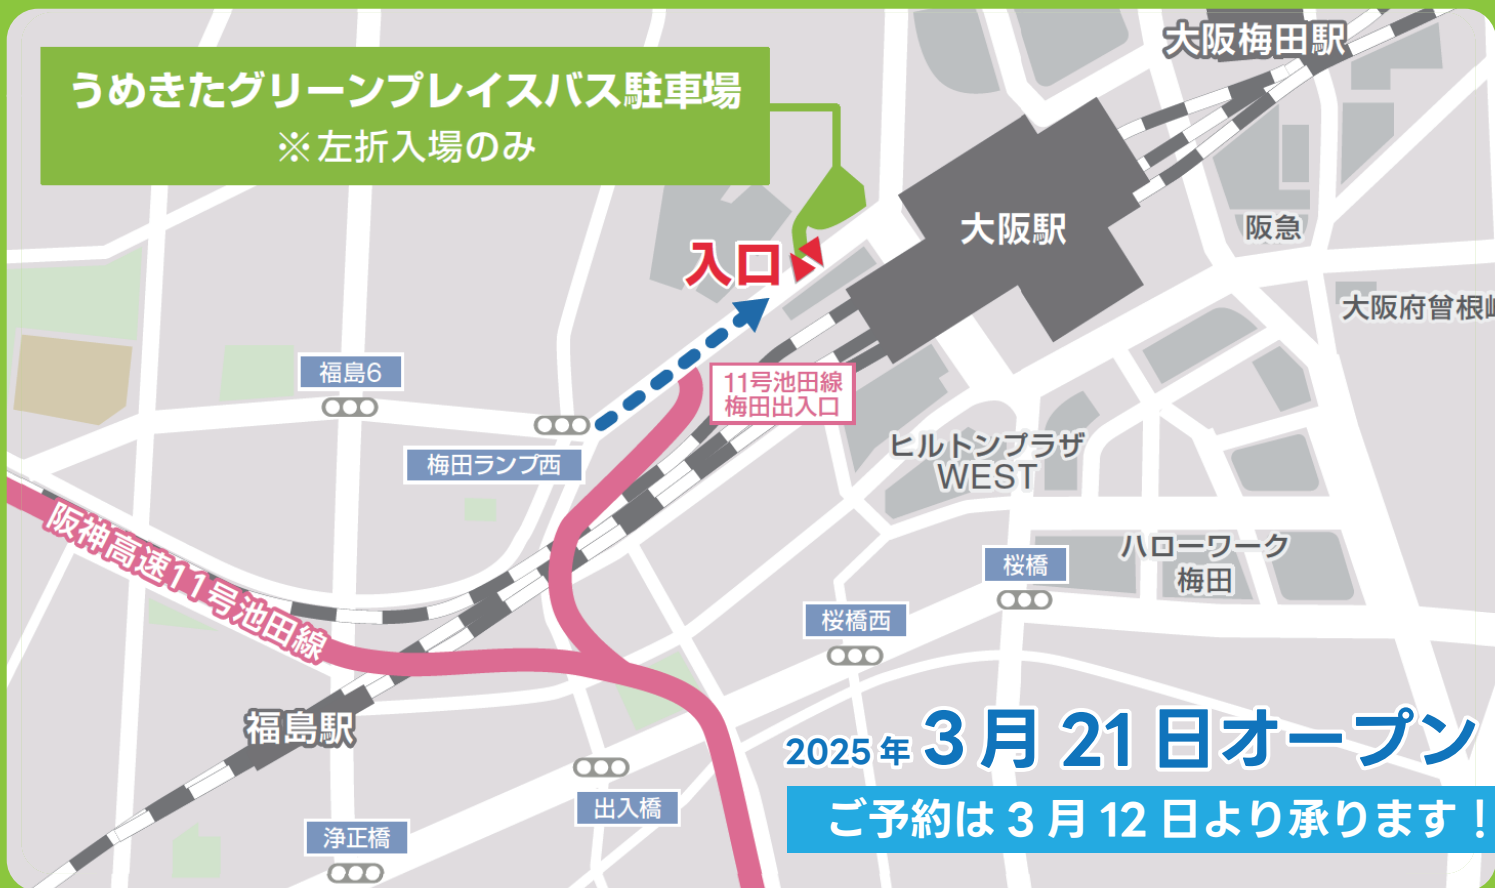 うめきたグリーンプレイスバス駐車場
※左折入場のみ
大阪梅田駅
大阪駅
阪急
入口
大阪府曽根崎
福島6
11号池田線
梅田出入口
梅田ランプ西
ヒルトンプラザ
WEST
阪神高速11号池田線
ハローワーク
梅田
桜橋
桜橋西
福島駅
2025年3月21日オープン
出入橋
ご予約は3月12日より承ります!
浄正橋